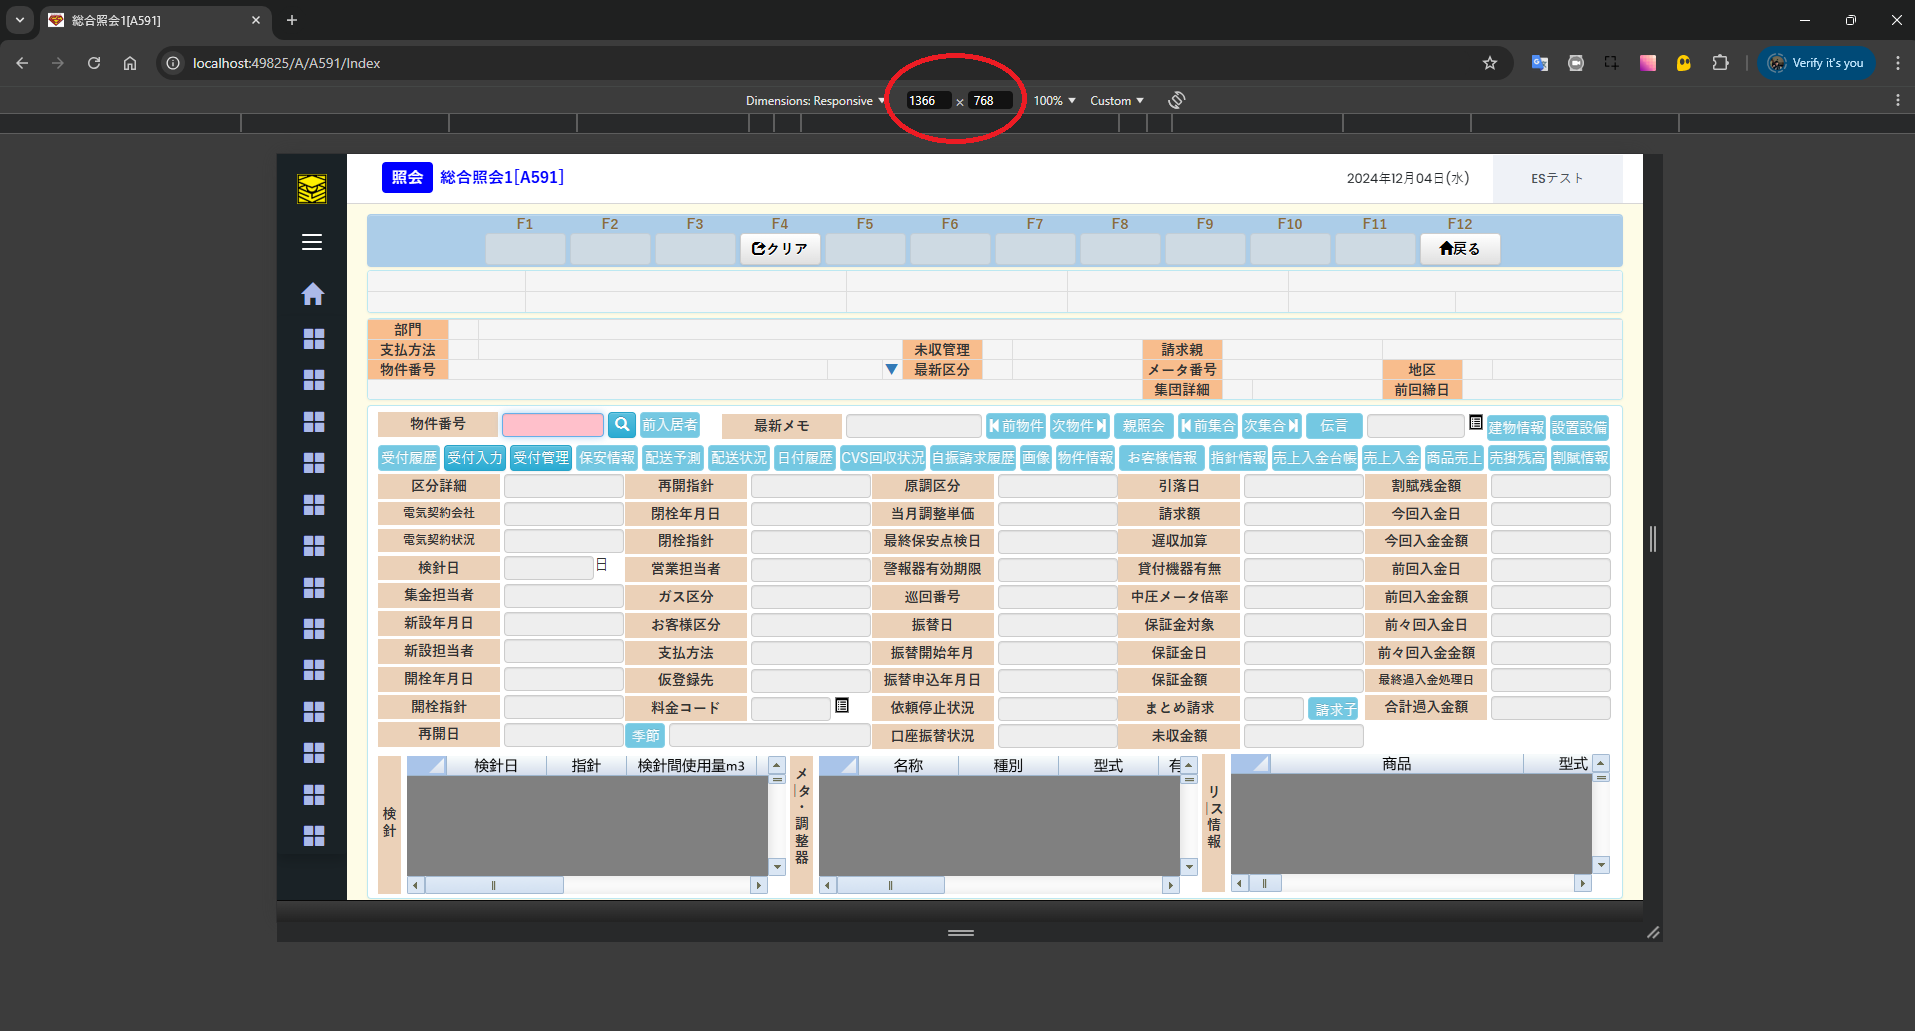 総合照会1[A591]
localhost:49825/A/A591/Index
Verify it's you
Dimensions: Responsive 1366 × 768 100% Custom
照会 総合照会1[A591] 2024年12月04日(水) ESテスト
F1 F2 F3 F4 F5 F6 F7 F8 F9 F10 F11 F12
クリア 戻る
部門
支払方法 未収管理 請求親
物件番号 最新区分 メータ番号 地区
集団詳細 前回締日
物件番号 前入居者 最新メモ 前物件 次物件 親照会 前集合 次集合 伝言 建物情報 設置設備
受付履歴 受付入力 受付管理 保安情報 配送予測 配送状況 日付履歴 CVS回収状況 自振請求履歴 画像 物件情報 お客様情報 指針情報 売上入金台帳 売上入金 商品売上 売掛残高 割賦情報
区分詳細 再開指針 原調区分 引落日 割賦残金額
電気契約会社 閉栓年月日 当月調整単価 請求額 今回入金日
電気契約状況 閉栓指針 最終保安点検日 遅収加算 今回入金金額
検針日 日 営業担当者 警報器有効期限 貸付機器有無 前回入金日
集金担当者 ガス区分 巡回番号 中圧メータ倍率 前回入金金額
新設年月日 お客様区分 振替日 保証金対象 前々回入金日
新設担当者 支払方法 振替開始年月 保証金日 前々回入金金額
開栓年月日 仮登録先 振替申込年月日 保証金額 最終過入金処理日
開栓指針 料金コード 依頼停止状況 まとめ請求 請求子 合計過入金額
再開日 季節 口座振替状況 未収金額
検針 検針日 指針 検針間使用量m3
メータ・調整器 名称 種別 型式 有
リース情報 商品 型式